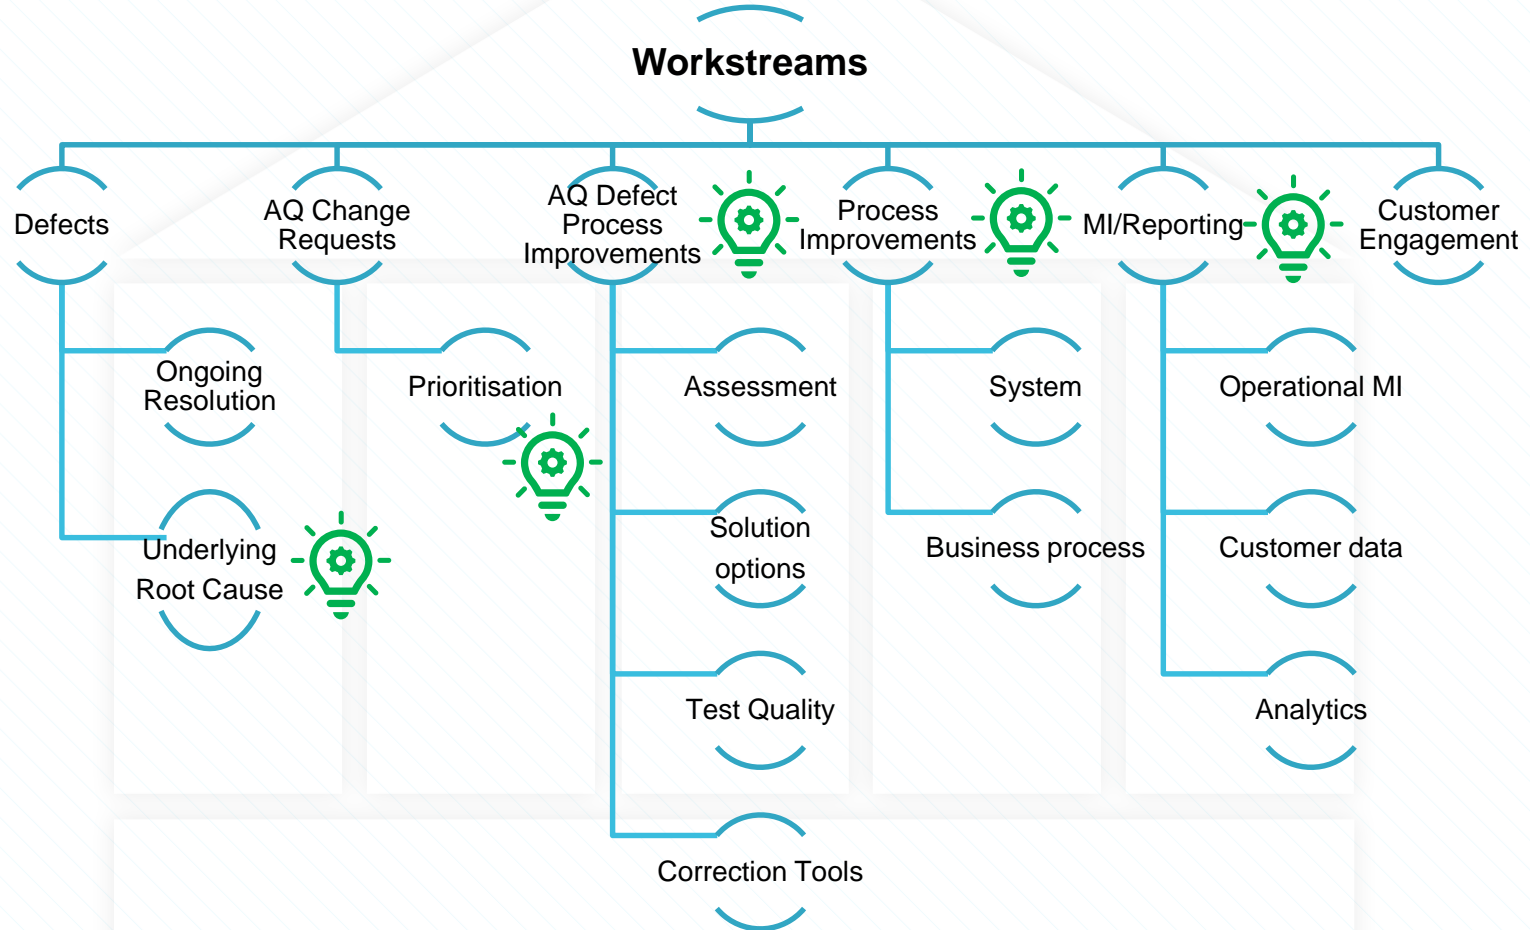 Workstreams
Defects
AQ Change
Requests
AQ Defect
Process
Improvements
Process
Improvements
MI/Reporting
Customer
Engagement
Ongoing
Resolution
Prioritisation
Assessment
System
Operational MI
Underlying
Root Cause
Solution
options
Business process
Customer data
Test Quality
Analytics
Correction Tools